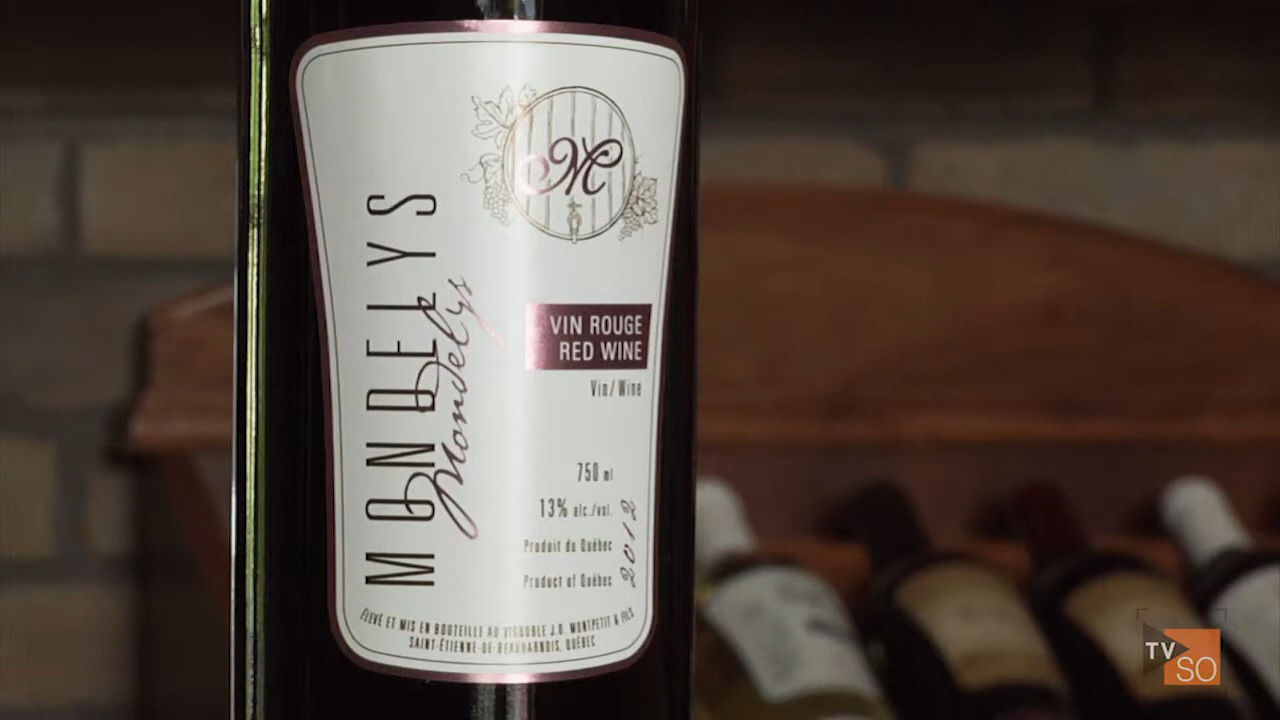 M
MONDELYS
Mondelys
VIN ROUGE
RED WINE
Vin/Wine
750 ml
13% alc./vol.
Produit du Québec
Product of Québec
2012
ÉLEVÉ ET MIS EN BOUTEILLE AU VIGNOBLE J.O. MONTPETIT & FILS
SAINT-ÉTIENNE-DE-BEAUHARNOIS, QUÉBEC
TV
SO